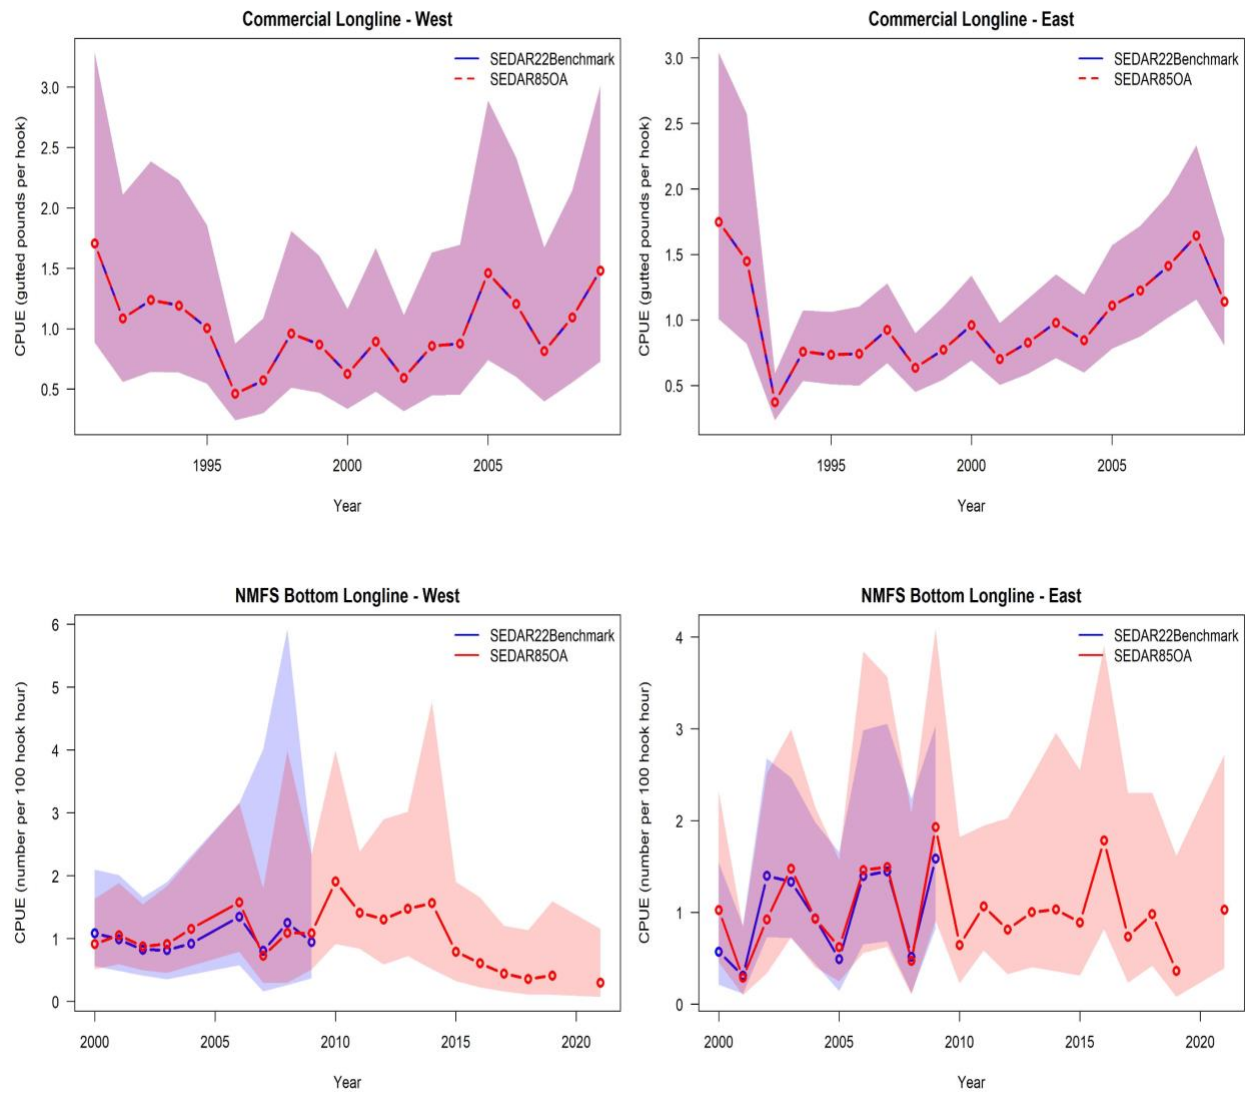 Commercial Longline - West
SEDAR22Benchmark
SEDAR85OA
CPUE (gutted pounds per hook)
3.0
2.5
2.0
1.5
1.0
0.5
1995
2000
2005
Year
Commercial Longline - East
SEDAR22Benchmark
SEDAR85OA
CPUE (gutted pounds per hook)
3.0
2.5
2.0
1.5
1.0
0.5
1995
2000
2005
Year
NMFS Bottom Longline - West
SEDAR22Benchmark
SEDAR85OA
CPUE (number per 100 hook hour)
6
5
4
3
2
1
0
2000
2005
2010
2015
2020
Year
NMFS Bottom Longline - East
SEDAR22Benchmark
SEDAR85OA
CPUE (number per 100 hook hour)
4
3
2
1
0
2000
2005
2010
2015
2020
Year